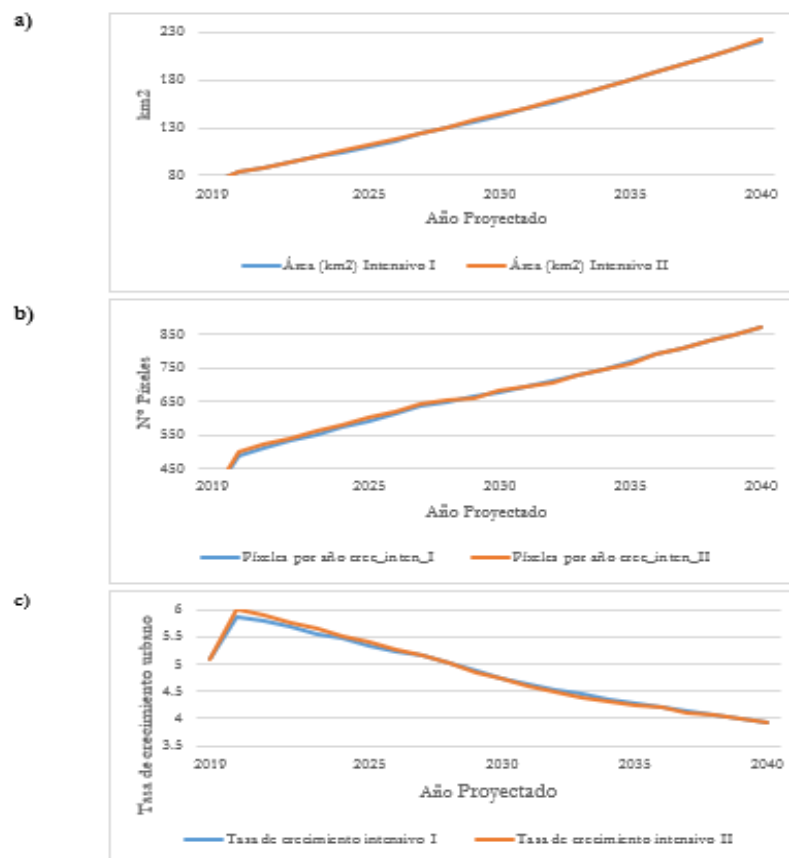 a)
230
180
130
80
km2
2019 2025 2030 2035 2040
Año Proyectado
Área (km2) Intensivo I Área (km2) Intensivo II
b)
850
750
650
550
450
Nº Píxeles
2019 2025 2030 2035 2040
Año Proyectado
Píxeles por año crec_inten_I Píxeles por año crec_inten_II
c)
6
5.5
5
4.5
4
3.5
Tasa de crecimiento urbano
2019 2025 2030 2035 2040
Año Proyectado
Tasa de crecimiento intensivo I Tasa de crecimiento intensivo II